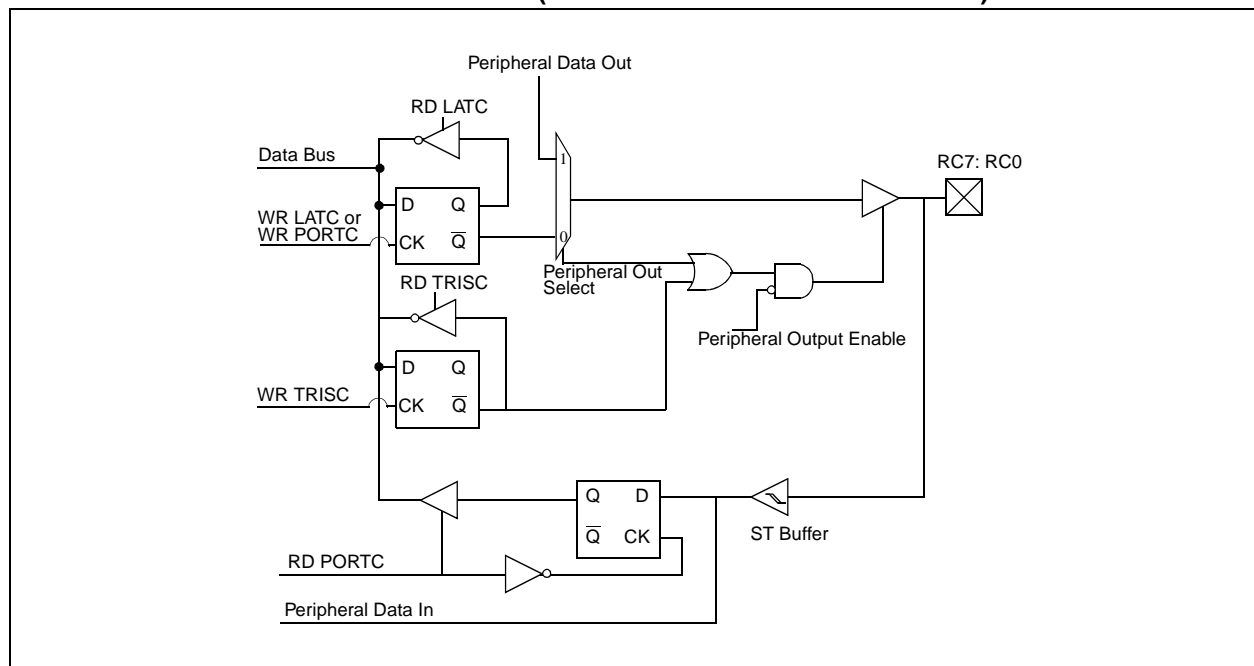 Peripheral Data Out
RD LATC
Data Bus
1
RC7: RC0
D Q
WR LATC or
WR PORTC
CK Q̅
0
Peripheral Out
Select
RD TRISC
Peripheral Output Enable
D Q
WR TRISC
CK Q̅
Q D
Q̅ CK
ST Buffer
RD PORTC
Peripheral Data In